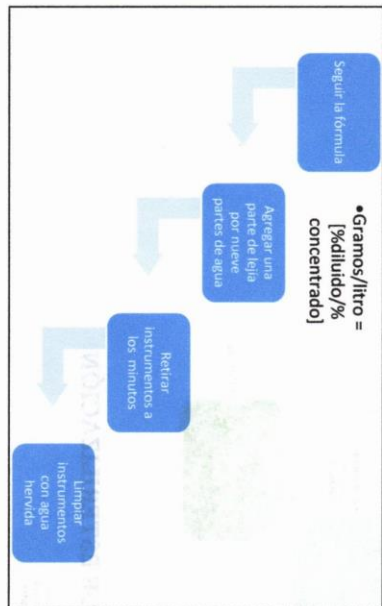 Seguir la fórmula
•Gramos/litro =
[%diluido/%
concentrado]
Agregar una
parte de lejía
por nueve
partes de agua
Retirar
instrumentos a
los minutos
Limpiar
instrumentos
con agua
hervida